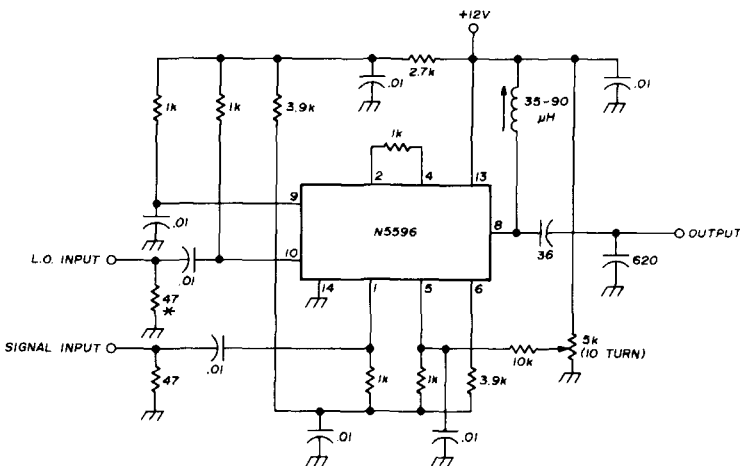 +12V
2.7k
.01
.01
1k
1k
3.9k
35-90
μH
1k
2
4
13
9
.01
N5596
8
OUTPUT
36
620
L.O. INPUT
.01
10
14
1
5
6
47
*
SIGNAL INPUT
.01
5k
(10 TURN)
10k
47
1k
1k
3.9k
.01
.01